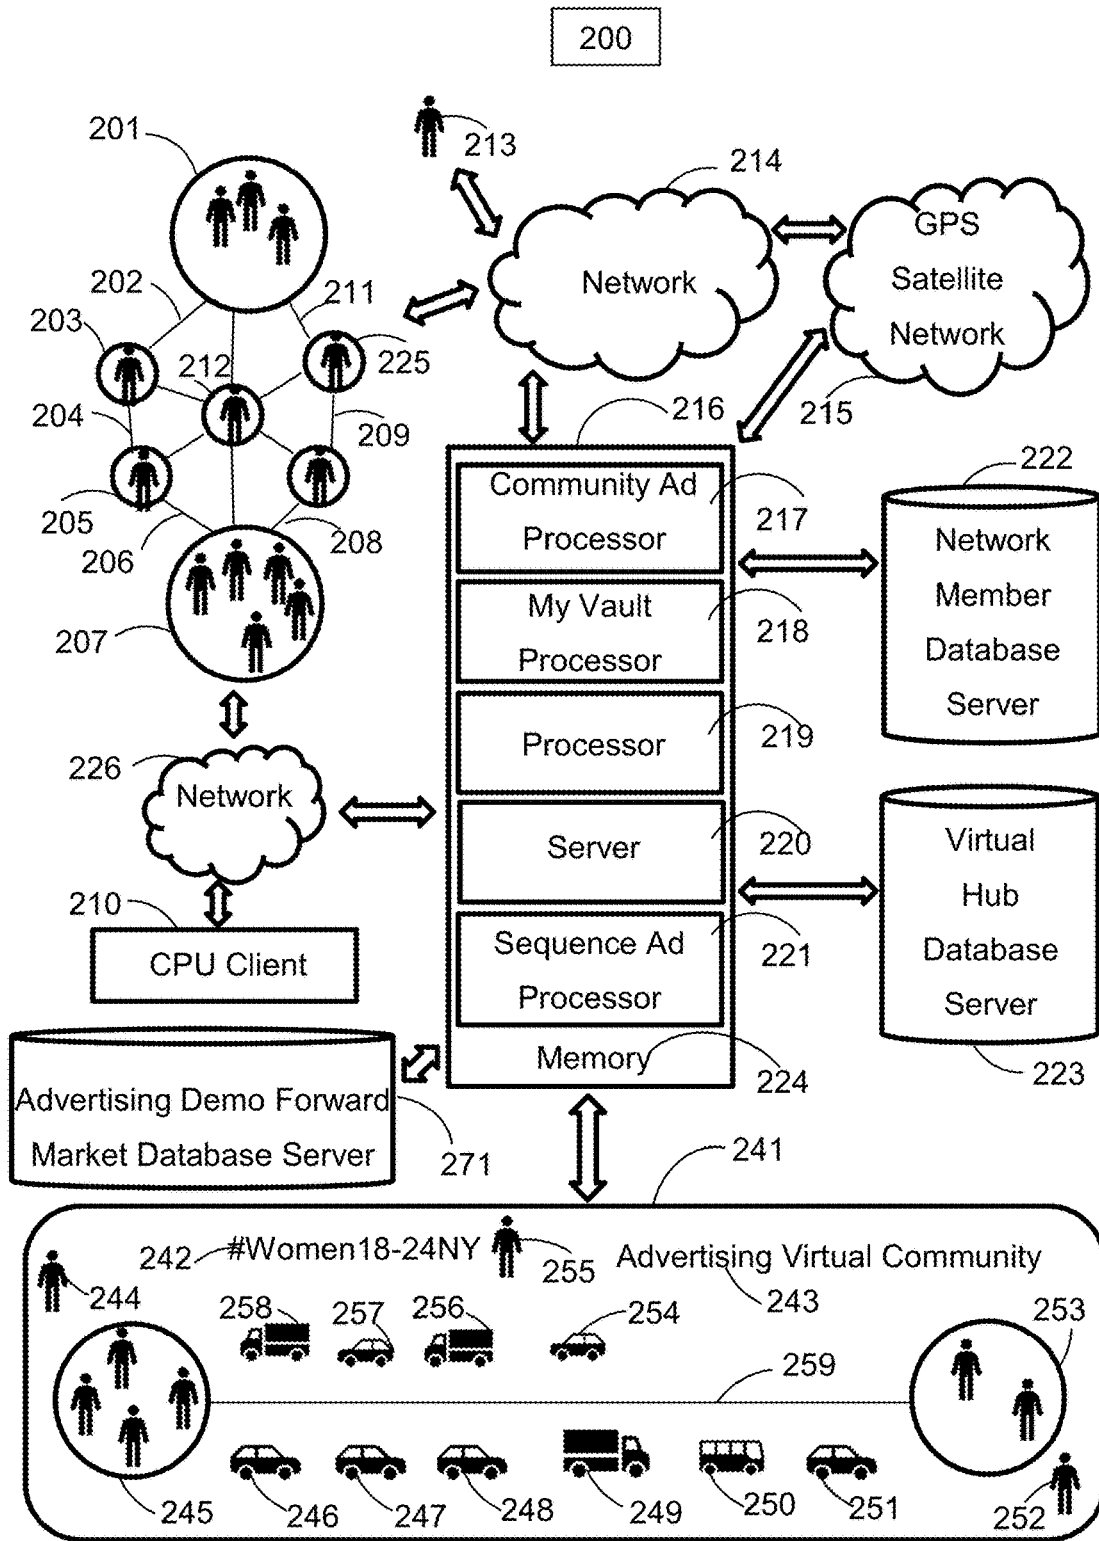 200
201
213
214
GPS
Satellite
Network
Network
202
211
203
212
225
204
209
215
216
205
206
208
207
Community Ad
Processor
217
222
Network
Member
Database
Server
My Vault
Processor
218
Processor
219
226
Network
Server
220
Virtual
Hub
Database
Server
223
210
CPU Client
Sequence Ad
Processor
221
Memory
224
Advertising Demo Forward
Market Database Server
271
241
242
#Women18-24NY
255
Advertising Virtual Community
243
244
258
257
256
254
253
259
245
246
247
248
249
250
251
252